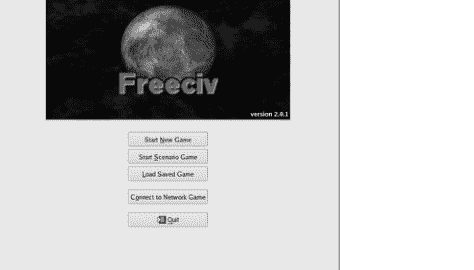 Freeciv
version 2.0.1
Start New Game
Start Scenario Game
Load Saved Game
Connect to Network Game
Quit